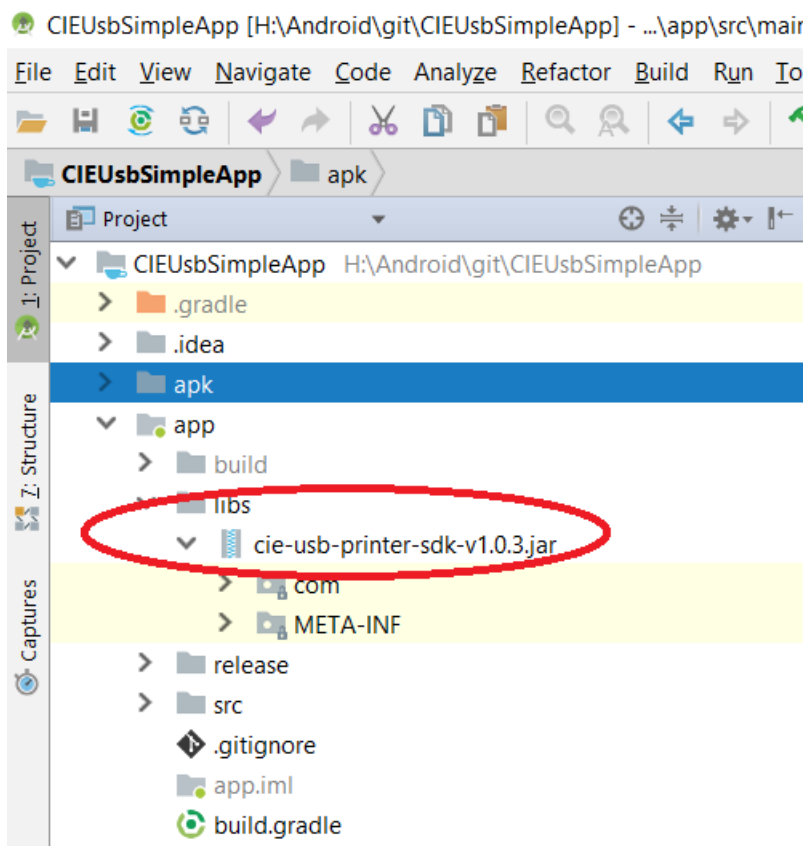 CIEUsbSimpleApp [H:\Android\git\CIEUsbSimpleApp] - ...\app\src\main
File Edit View Navigate Code Analyze Refactor Build Run To
CIEUsbSimpleApp apk
Project
1: Project
CIEUsbSimpleApp H:\Android\git\CIEUsbSimpleApp
.gradle
.idea
apk
app
Z: Structure
build
libs
cie-usb-printer-sdk-v1.0.3.jar
com
Captures
META-INF
release
src
.gitignore
app.iml
build.gradle